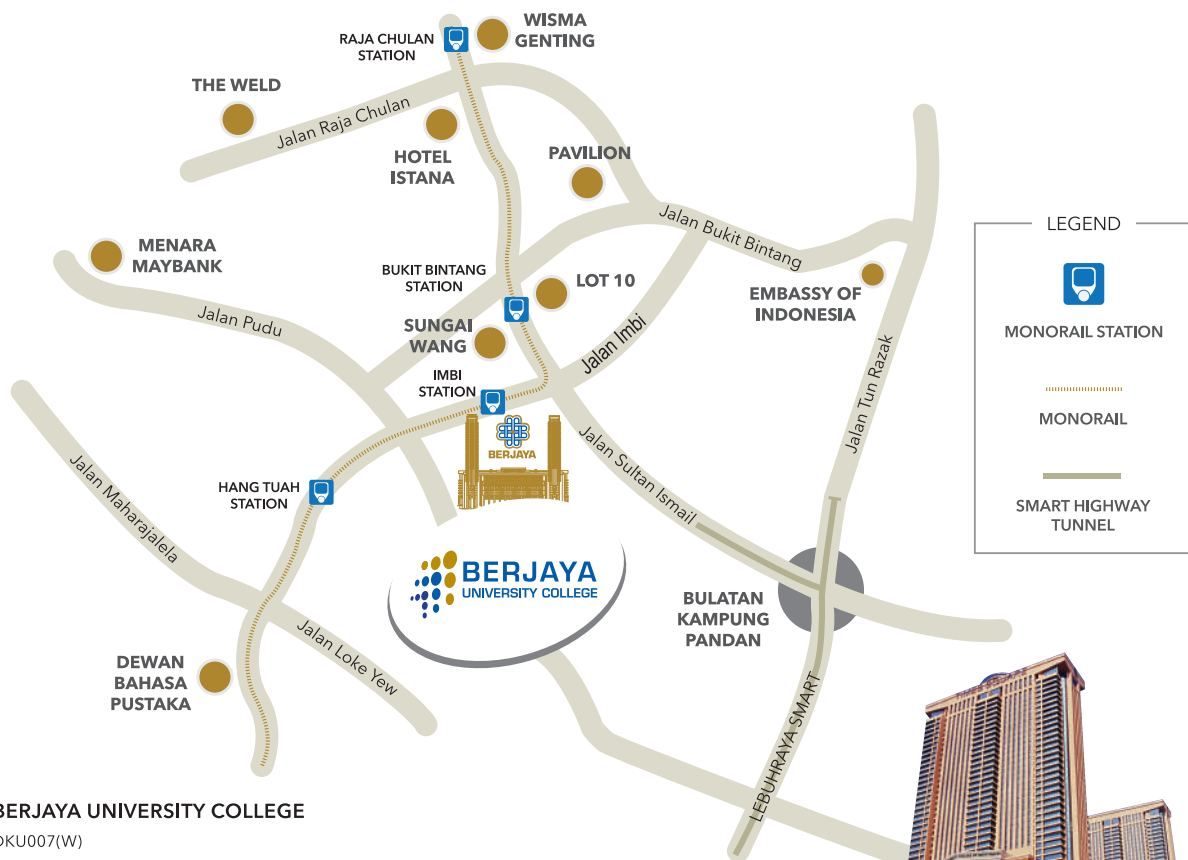 RAJA CHULAN
STATION
WISMA
GENTING
THE WELD
Jalan Raja Chulan
HOTEL
ISTANA
PAVILION
Jalan Bukit Bintang
MENARA
MAYBANK
BUKIT BINTANG
STATION
LOT 10
EMBASSY OF
INDONESIA
Jalan Pudu
SUNGAI
WANG
Jalan Imbi
IMBI
STATION
Jalan Tun Razak
BERJAYA
Jalan Sultan Ismail
Jalan Maharajalela
HANG TUAH
STATION
BERJAYA
UNIVERSITY COLLEGE
BULATAN
KAMPUNG
PANDAN
Jalan Loke Yew
DEWAN
BAHASA
PUSTAKA
LEBUHRAYA SMART
LEGEND
MONORAIL STATION
MONORAIL
SMART HIGHWAY
TUNNEL
BERJAYA UNIVERSITY COLLEGE
DKU007(W)